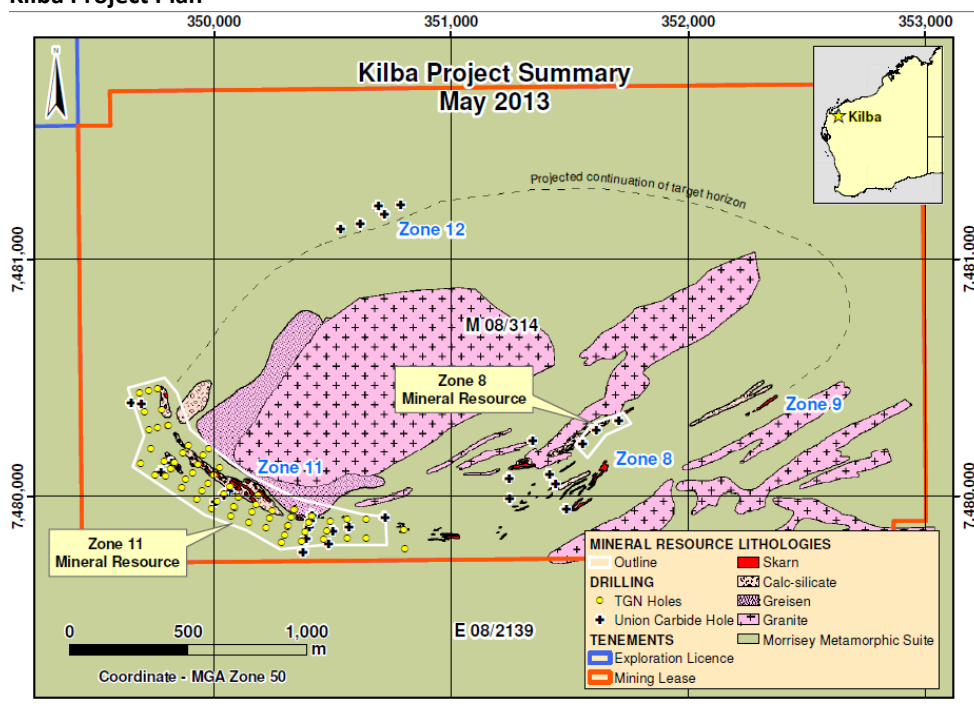 Kilba Project Plan
350,000 351,000 352,000 353,000
N
Kilba Project Summary
May 2013
Kilba
Projected continuation of target horizon
Zone 12
7,481,000 7,481,000
M 08/314
Zone 8
Mineral Resource
Zone 9
Zone 11
Zone 8
7,480,000 7,480,000
Zone 11
Mineral Resource
E 08/2139
0 500 1,000
m
Coordinate - MGA Zone 50
MINERAL RESOURCE LITHOLOGIES
Outline Skarn
DRILLING Calc-silicate
TGN Holes Greisen
Union Carbide Hole Granite
TENEMENTS Morrisey Metamorphic Suite
Exploration Licence
Mining Lease